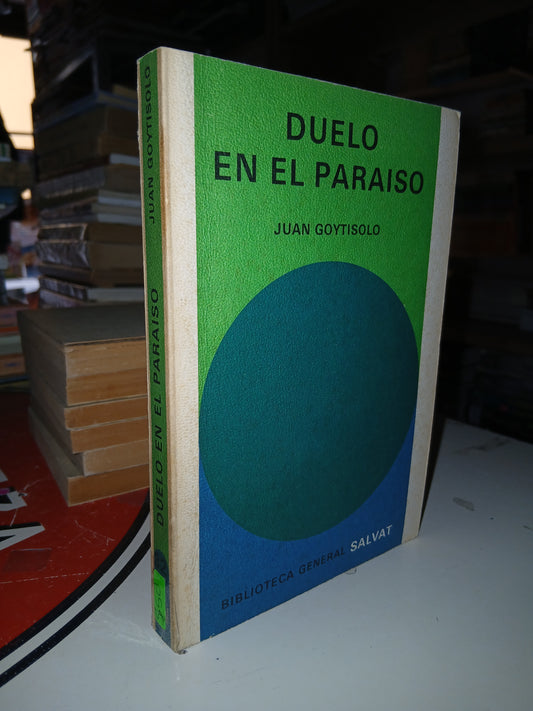 DUELO
EN EL PARAISO
JUAN GOYTISOLO
BIBLIOTECA GENERAL SALVAT
DUELO EN EL PARAISO JUAN GOYTISOLO